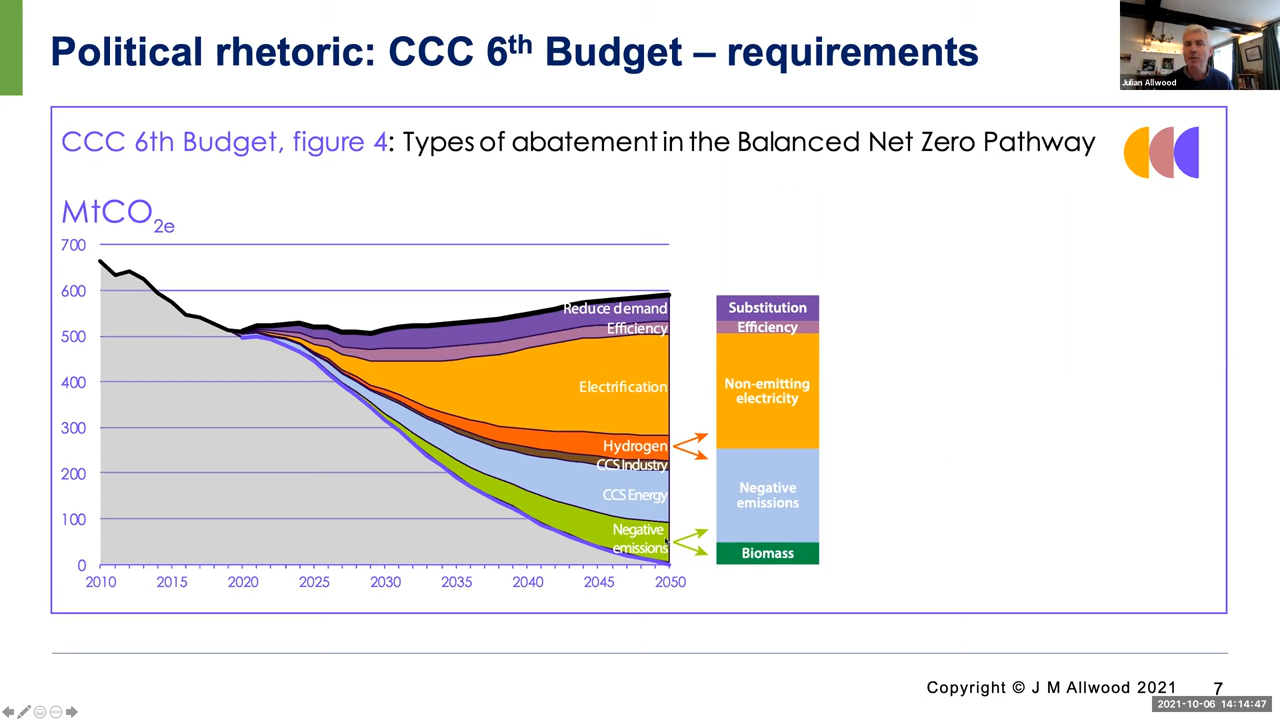 Political rhetoric: CCC 6th Budget – requirements
Julian Allwood
CCC 6th Budget, figure 4: Types of abatement in the Balanced Net Zero Pathway
MtCO2e
700
600
500
400
300
200
100
0
2010 2015 2020 2025 2030 2035 2040 2045 2050
Reduce demand
Efficiency
Electrification
Hydrogen
CCS Industry
CCS Energy
Negative
emissions
Substitution
Efficiency
Non-emitting
electricity
Negative
emissions
Biomass
Copyright © J M Allwood 2021 7
2021-10-06 14:14:47